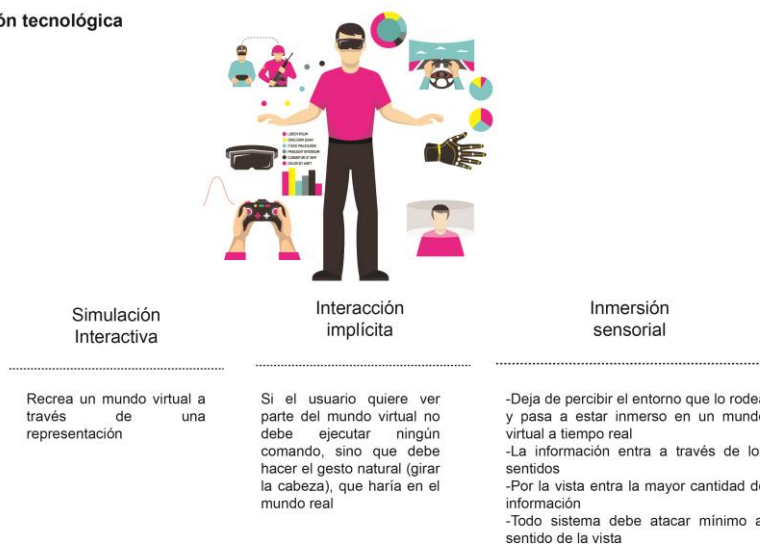 ón tecnológica
LOREM IPSUM
Simulación
Interactiva
Interacción
implícita
Inmersión
sensorial
Recrea un mundo virtual a
través de una
representación
Si el usuario quiere ver
parte del mundo virtual no
debe ejecutar ningún
comando, sino que debe
hacer el gesto natural (girar
la cabeza), que haría en el
mundo real
-Deja de percibir el entorno que lo rodea
y pasa a estar inmerso en un mundo
virtual a tiempo real
-La información entra a través de lo
sentidos
-Por la vista entra la mayor cantidad de
información
-Todo sistema debe atacar mínimo a
sentido de la vista